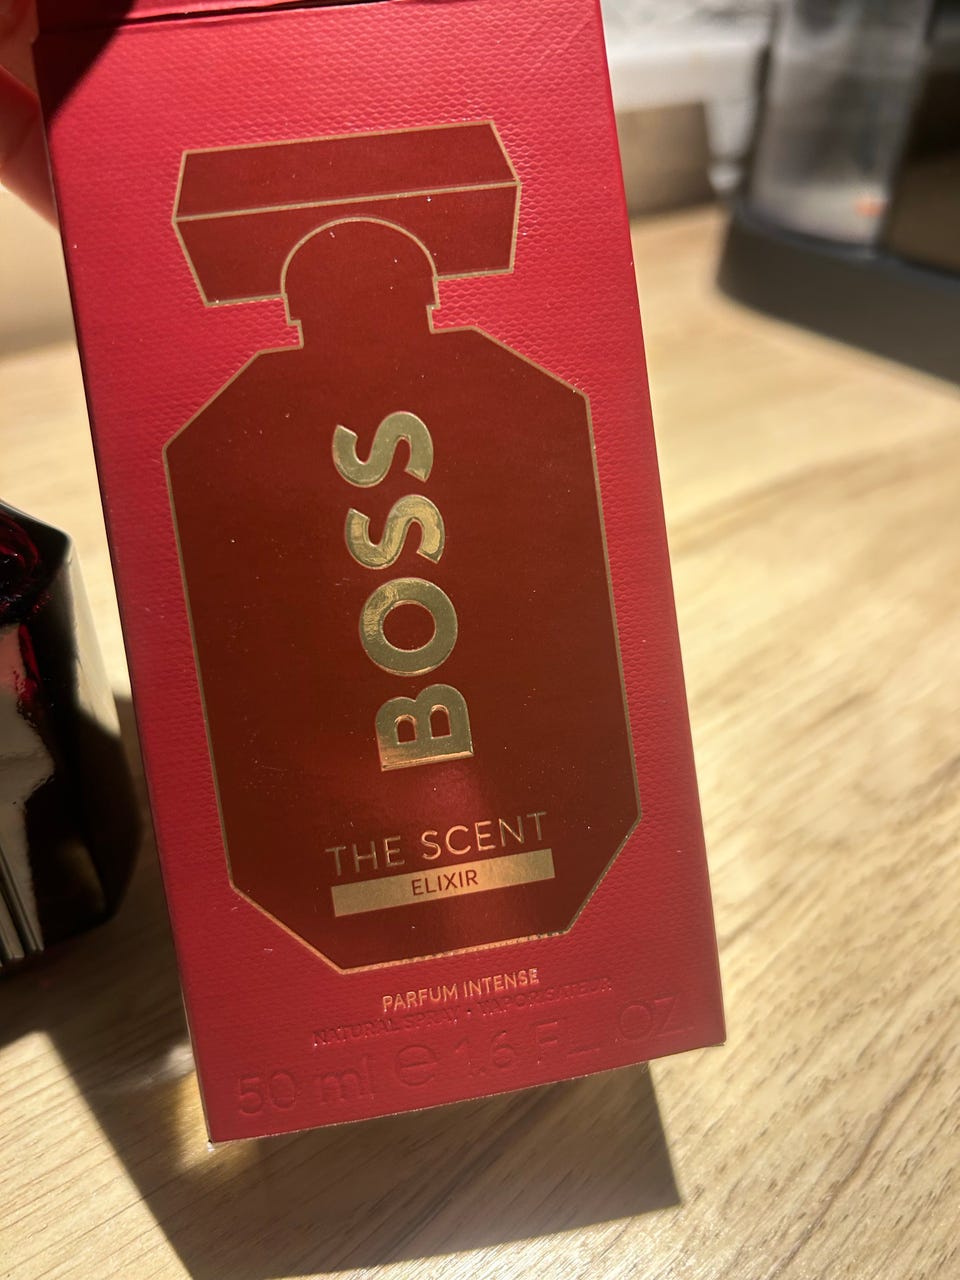 BOSS
THE SCENT
ELIXIR
PARFUM INTENSE
NATURAL SPRAY • VAPORISATEUR
50 ml ℮ 1.6 FL. OZ.